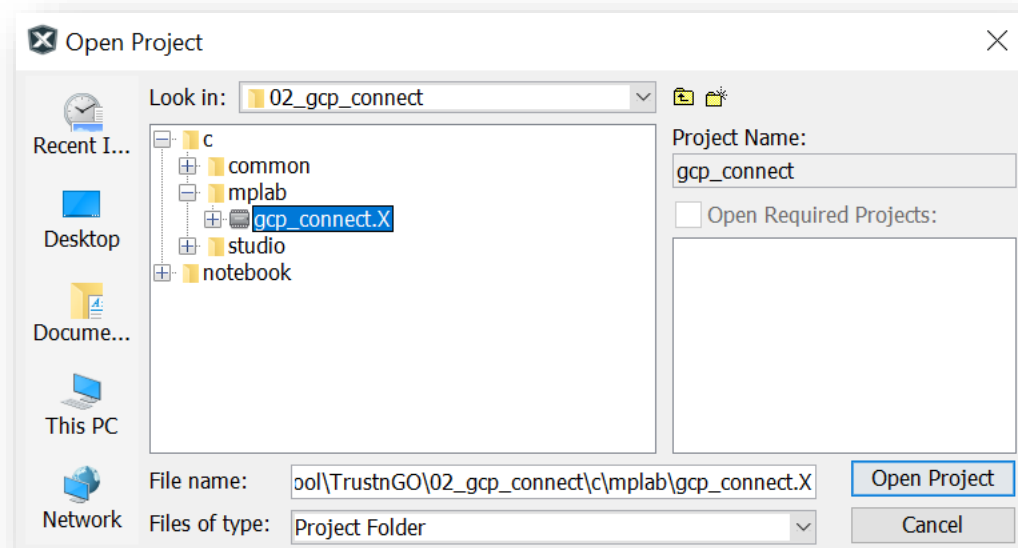 Open Project
Look in:
02_gcp_connect
Recent I...
Desktop
Docume...
This PC
Network
c
common
mplab
gcp_connect.X
studio
notebook
Project Name:
gcp_connect
Open Required Projects:
File name:
ool\TrustnGO\02_gcp_connect\c\mplab\gcp_connect.X
Open Project
Files of type:
Project Folder
Cancel